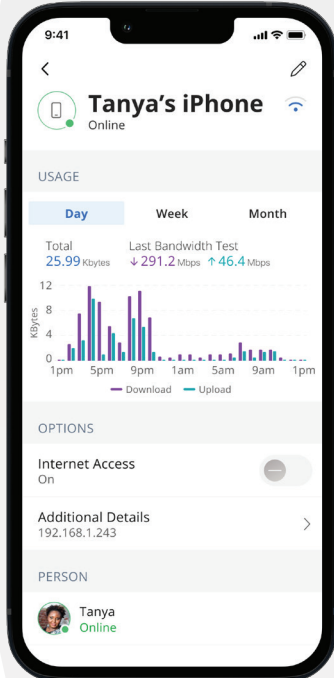 9:41
Tanya's iPhone
Online
USAGE
Day Week Month
Total Last Bandwidth Test
25.99 Kbytes ↓291.2 Mbps ↑46.4 Mbps
KBytes
12
8
4
0
1pm 5pm 9pm 1am 5am 9am 1pm
Download Upload
OPTIONS
Internet Access
On
Additional Details
192.168.1.243
PERSON
Tanya
Online